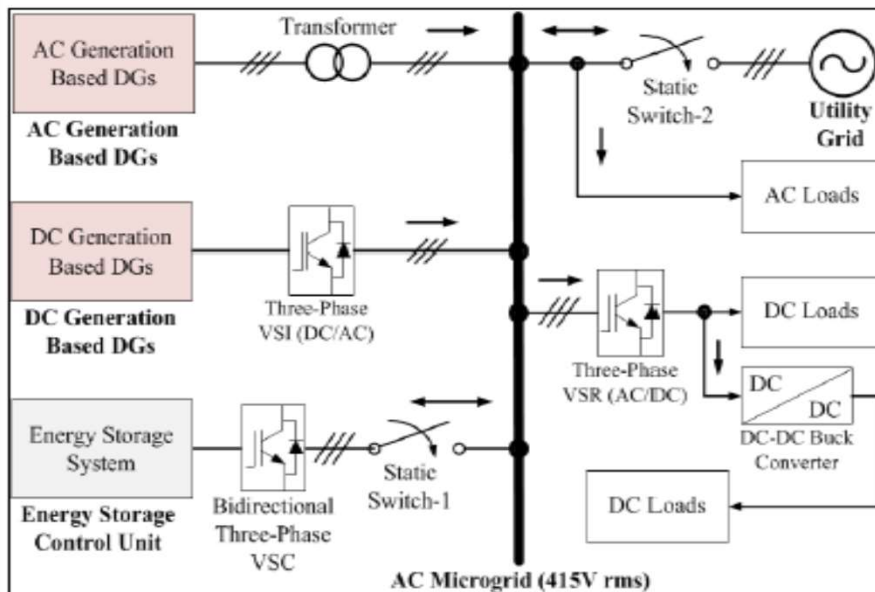 AC Generation
Based DGs
AC Generation
Based DGs
Transformer
Static
Switch-2
Utility
Grid
AC Loads
DC Generation
Based DGs
DC Generation
Based DGs
Three-Phase
VSI (DC/AC)
Three-Phase
VSR (AC/DC)
DC Loads
DC
DC
DC-DC Buck
Converter
Energy Storage
System
Energy Storage
Control Unit
Bidirectional
Three-Phase
VSC
Static
Switch-1
DC Loads
AC Microgrid (415V rms)